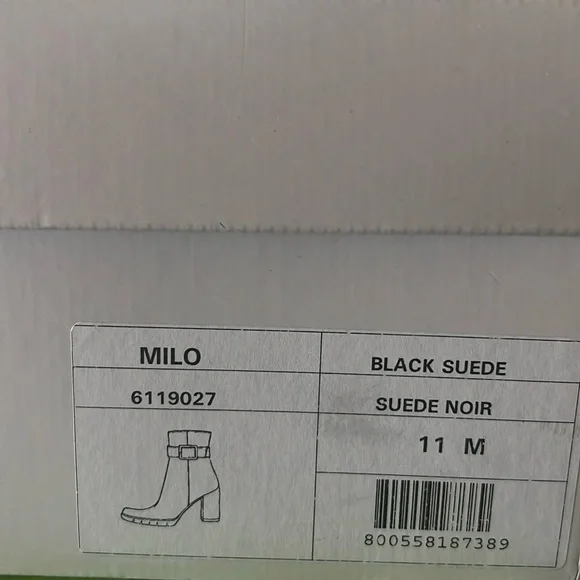 MILO
6119027
BLACK SUEDE
SUEDE NOIR
11 M
800558187389